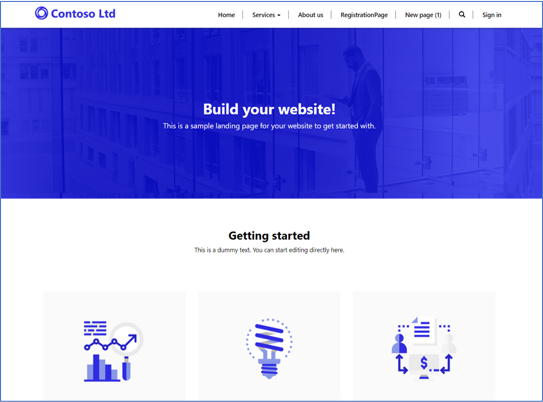 Contoso Ltd
Home Services About us RegistrationPage New page (1) Sign in
Build your website!
This is a sample landing page for your website to get started with.
Getting started
This is a dummy text. You can start editing directly here.
$